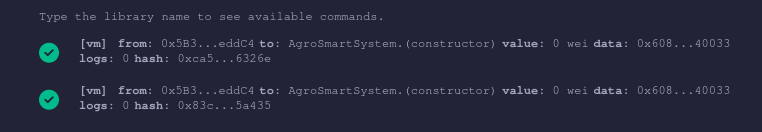 Type the library name to see available commands.
[vm] from: 0x5B3...eddC4 to: AgroSmartSystem.(constructor) value: 0 wei data: 0x608...40033
logs: 0 hash: 0xca5...6326e
[vm] from: 0x5B3...eddC4 to: AgroSmartSystem.(constructor) value: 0 wei data: 0x608...40033
logs: 0 hash: 0x83c...5a435